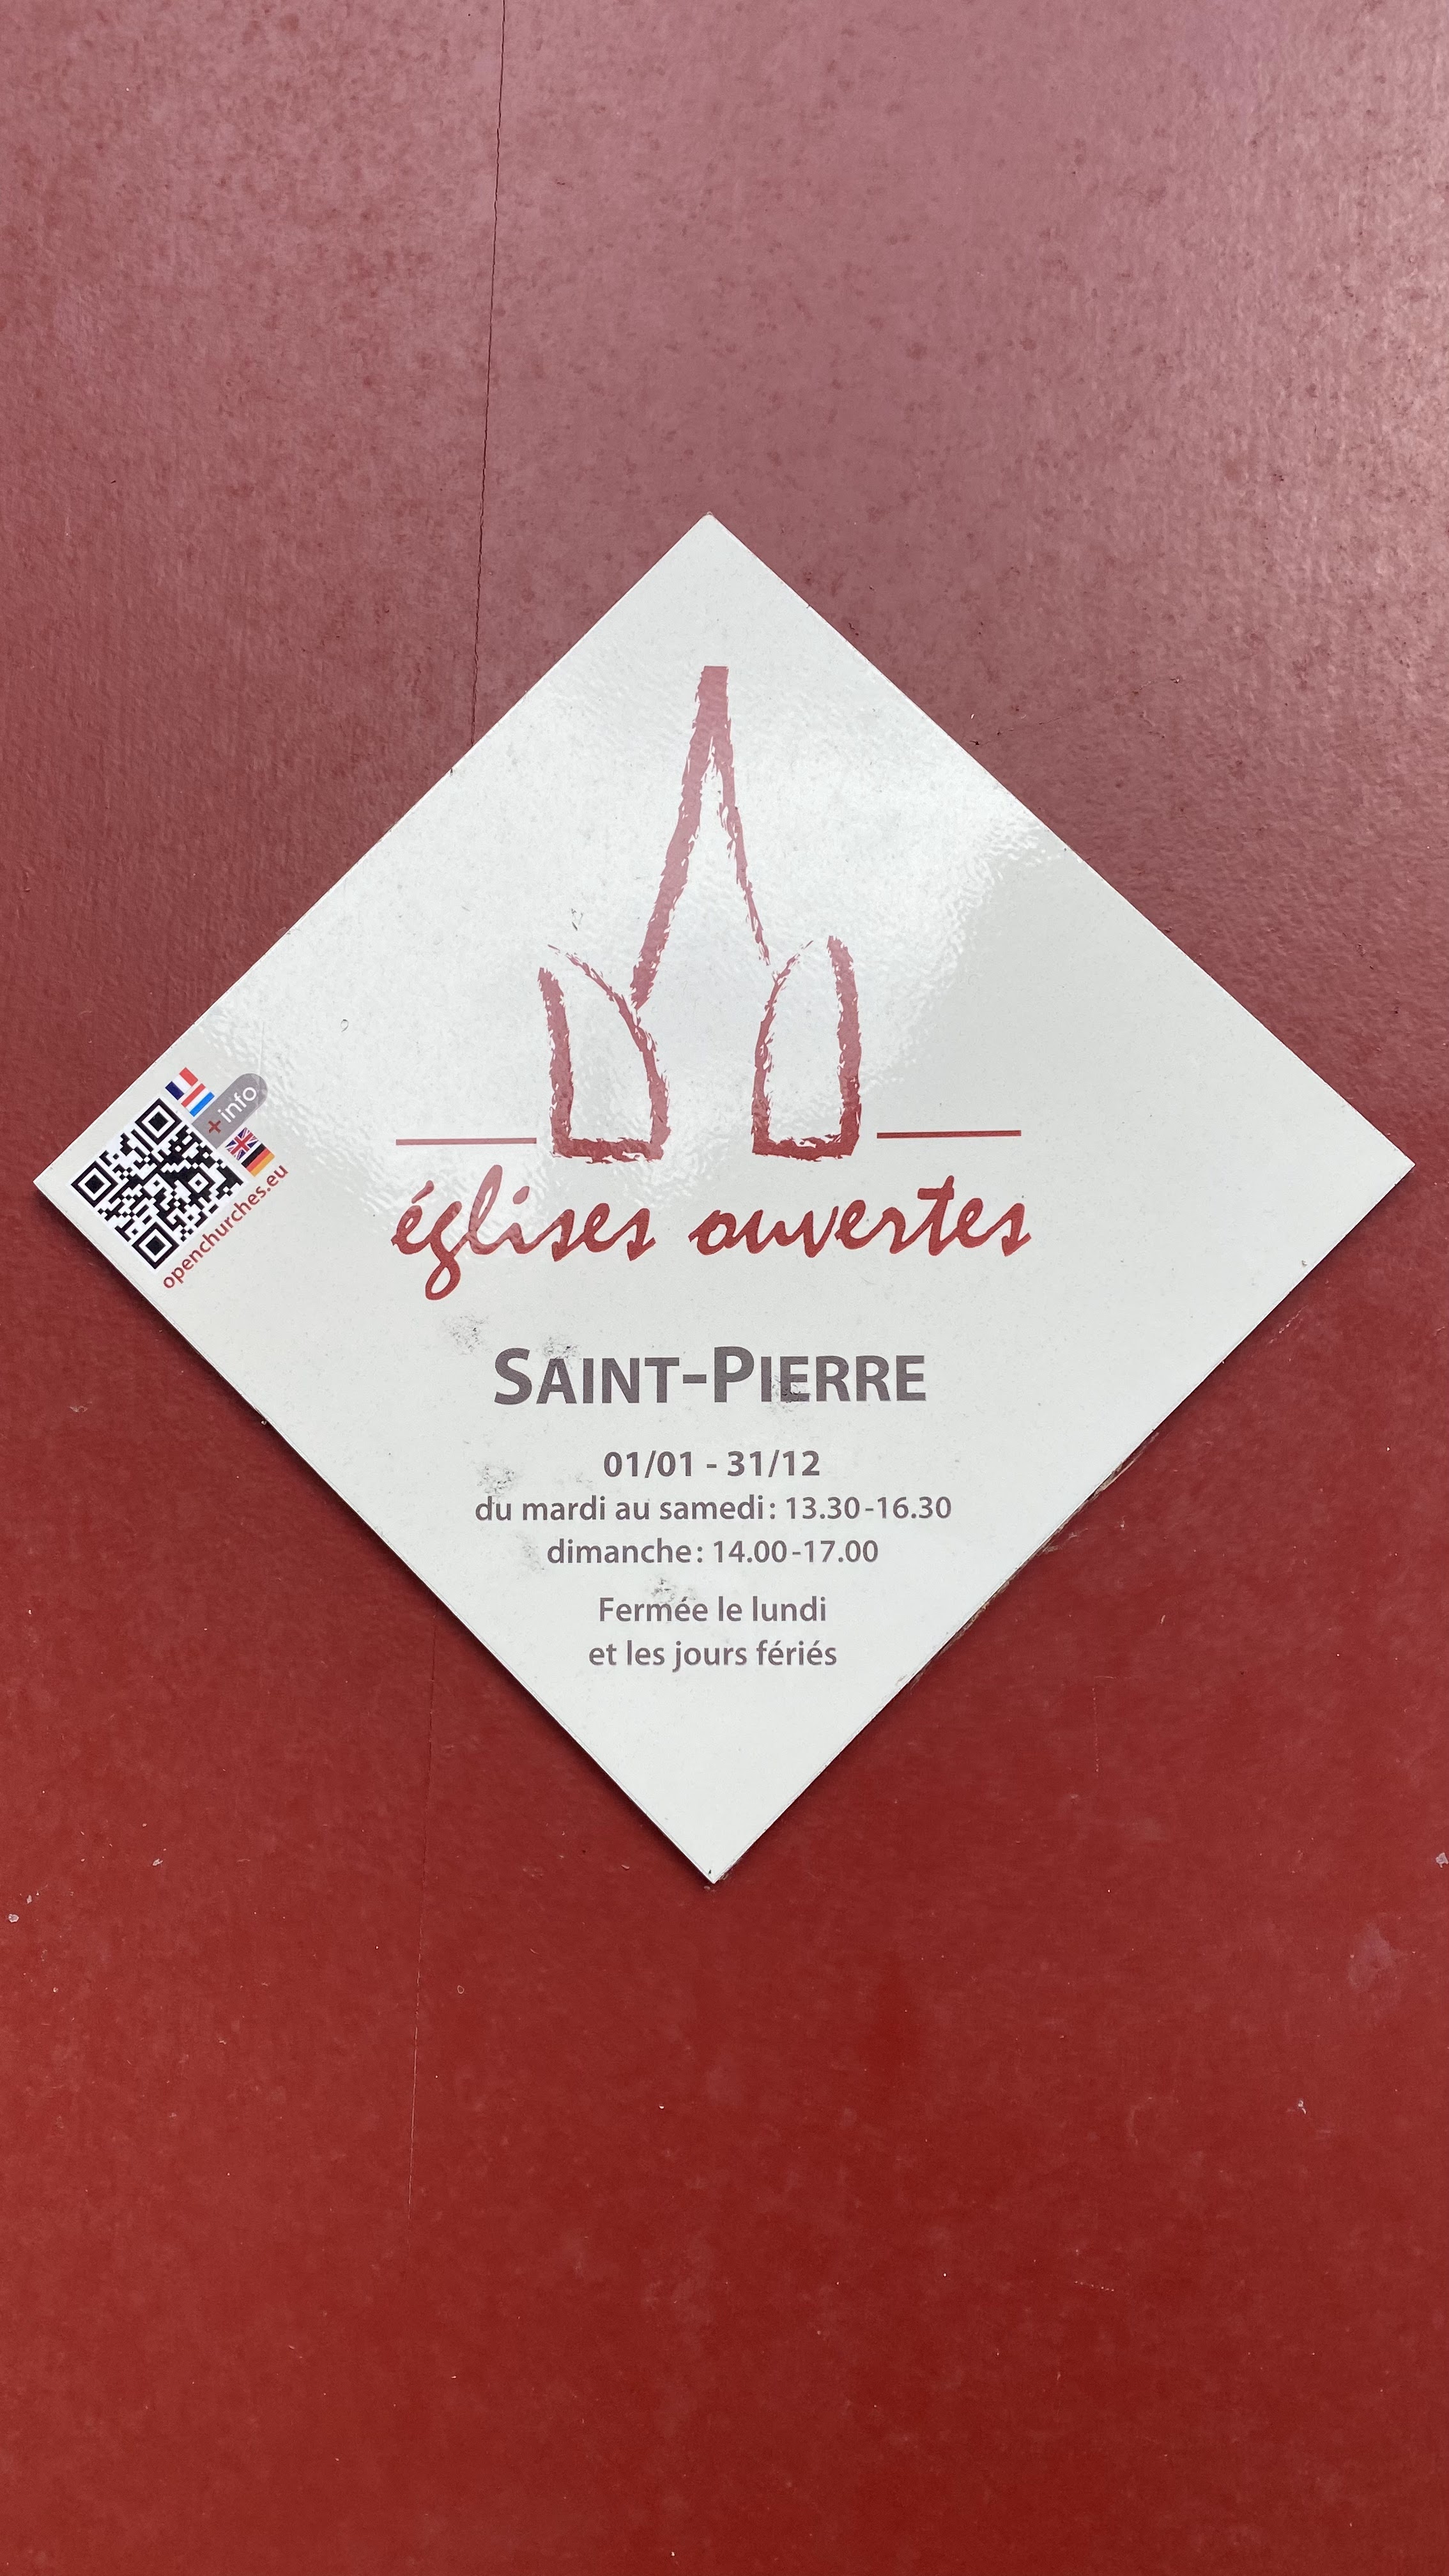 + info
openchurches.eu
églises ouvertes
SAINT-PIERRE
01/01 - 31/12
du mardi au samedi : 13.30-16.30
dimanche : 14.00-17.00
Fermée le lundi
et les jours fériés